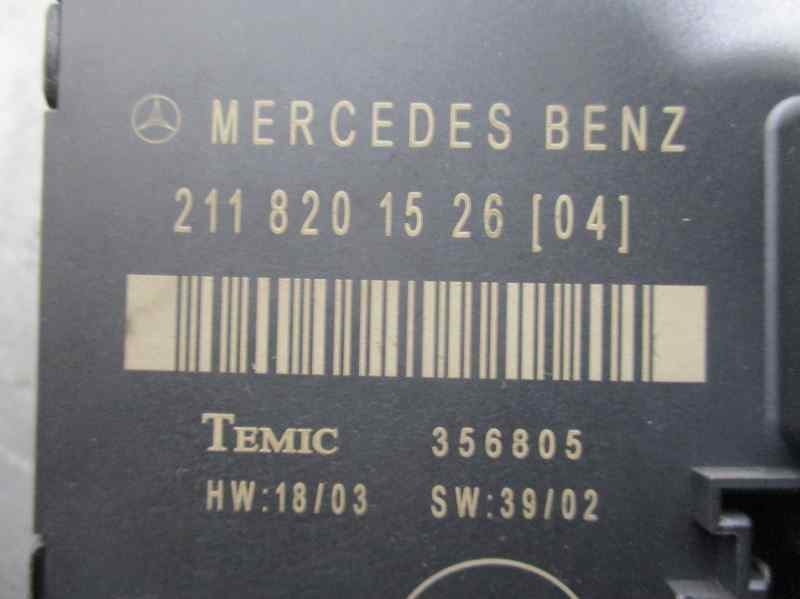 MERCEDES BENZ
211 820 15 26 [04]
TEMIC 356805
HW:18/03 SW:39/02